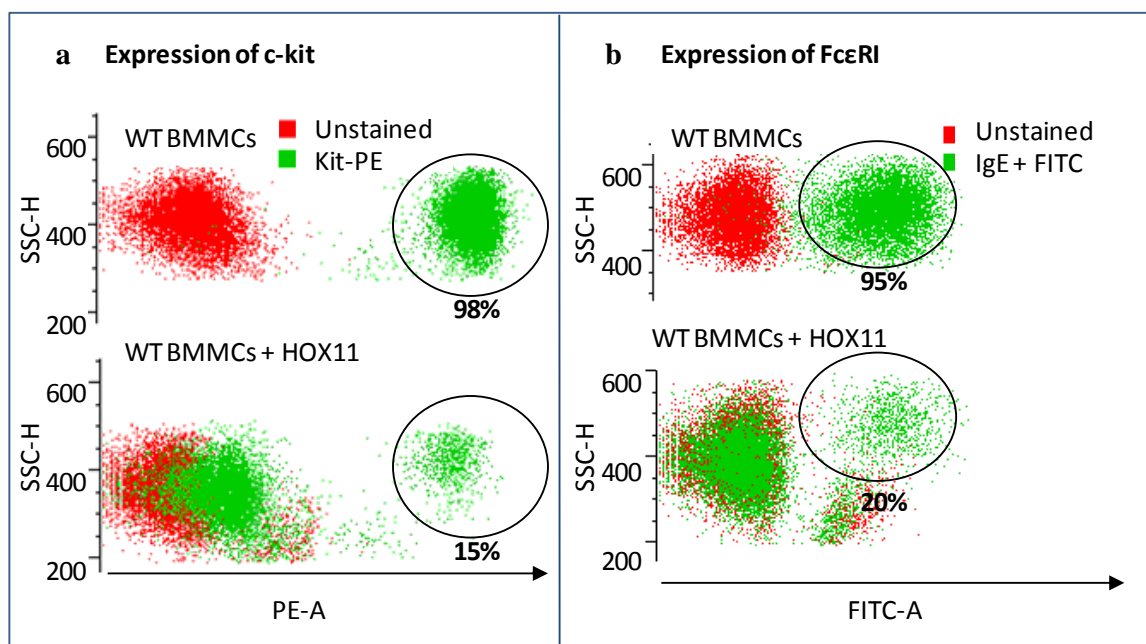 a Expression of c-kit
WT BMMCs
Unstained
Kit-PE
600
400
200
SSC-H
98%
WT BMMCs + HOX11
600
400
200
SSC-H
15%
PE-A
b Expression of FcεRI
WT BMMCs
Unstained
IgE + FITC
600
400
SSC-H
95%
WT BMMCs + HOX11
600
400
200
SSC-H
20%
FITC-A